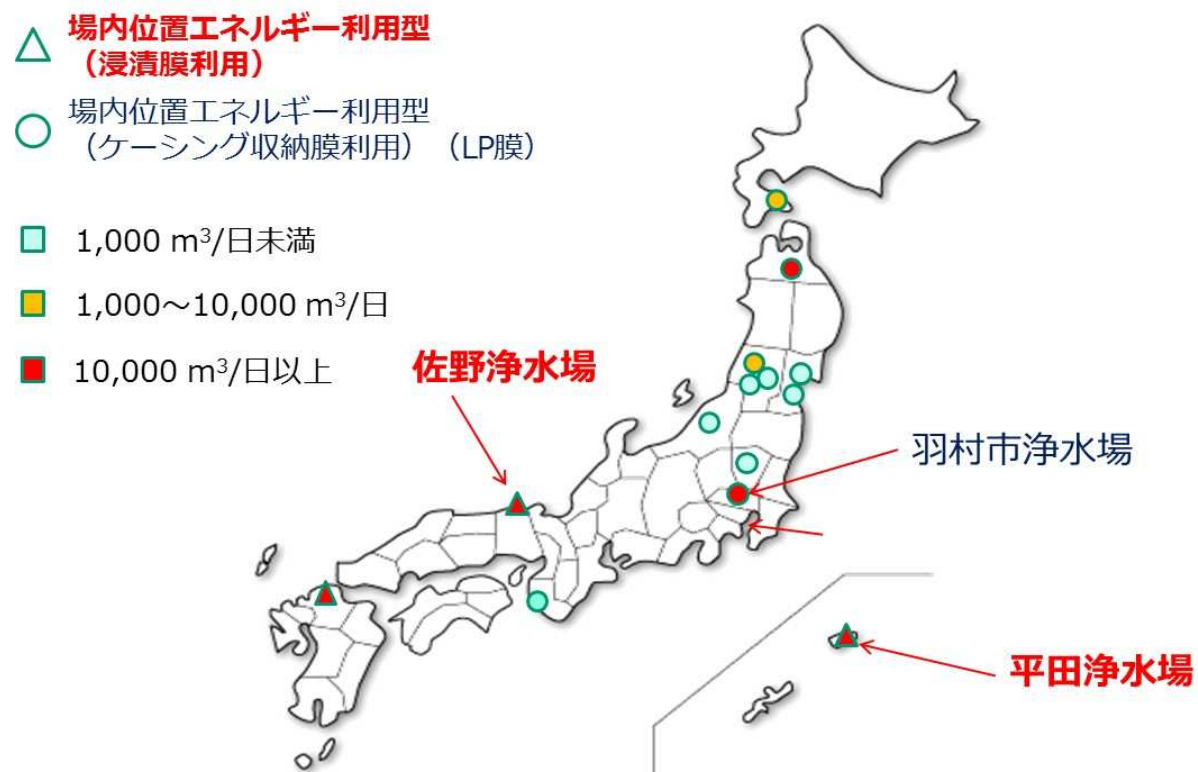 場内位置エネルギー利用型
（浸漬膜利用）
場内位置エネルギー利用型
（ケーシング収納膜利用）（LP膜）
1,000 m³/日未満
1,000～10,000 m³/日
10,000 m³/日以上
佐野浄水場
羽村市浄水場
平田浄水場